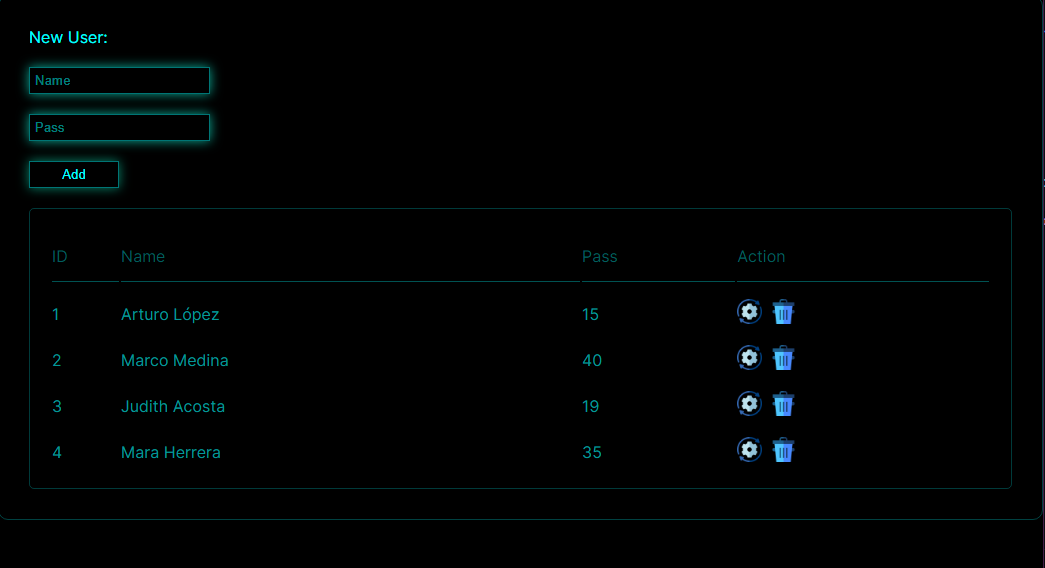 New User:
Name
Pass
Add
ID Name Pass Action
1 Arturo López 15
2 Marco Medina 40
3 Judith Acosta 19
4 Mara Herrera 35